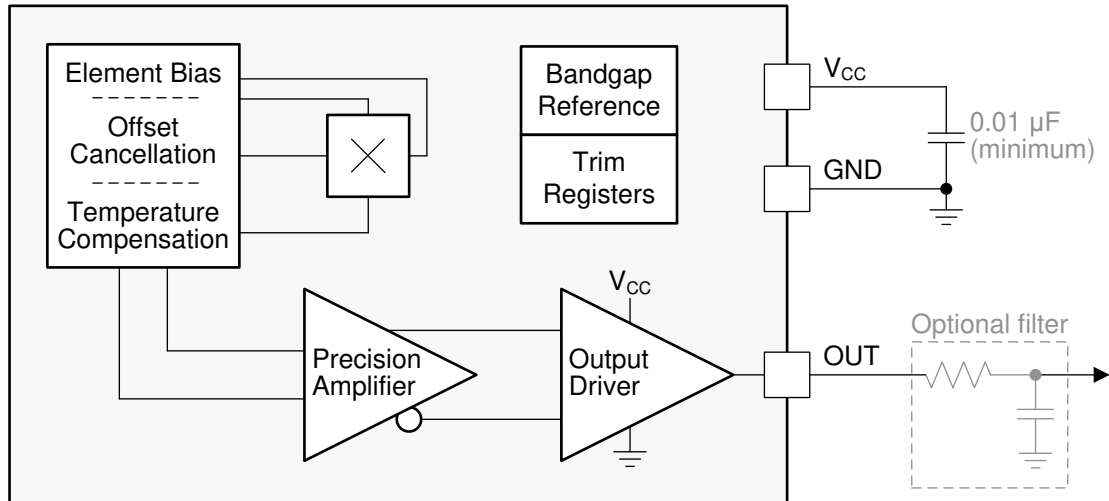 Element Bias
Offset
Cancellation
Temperature
Compensation
Bandgap
Reference
Trim
Registers
VCC
0.01 µF
(minimum)
GND
VCC
Precision
Amplifier
Output
Driver
OUT
Optional filter